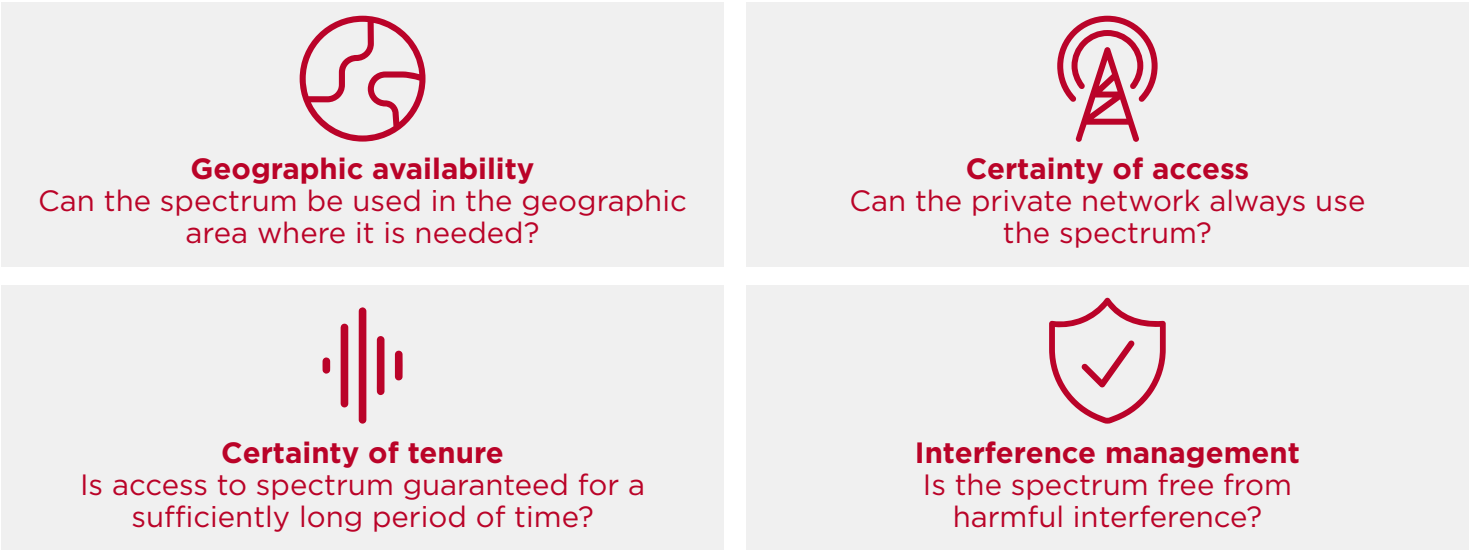 Geographic availability
Can the spectrum be used in the geographic
area where it is needed?
Certainty of access
Can the private network always use
the spectrum?
Certainty of tenure
Is access to spectrum guaranteed for a
sufficiently long period of time?
Interference management
Is the spectrum free from
harmful interference?